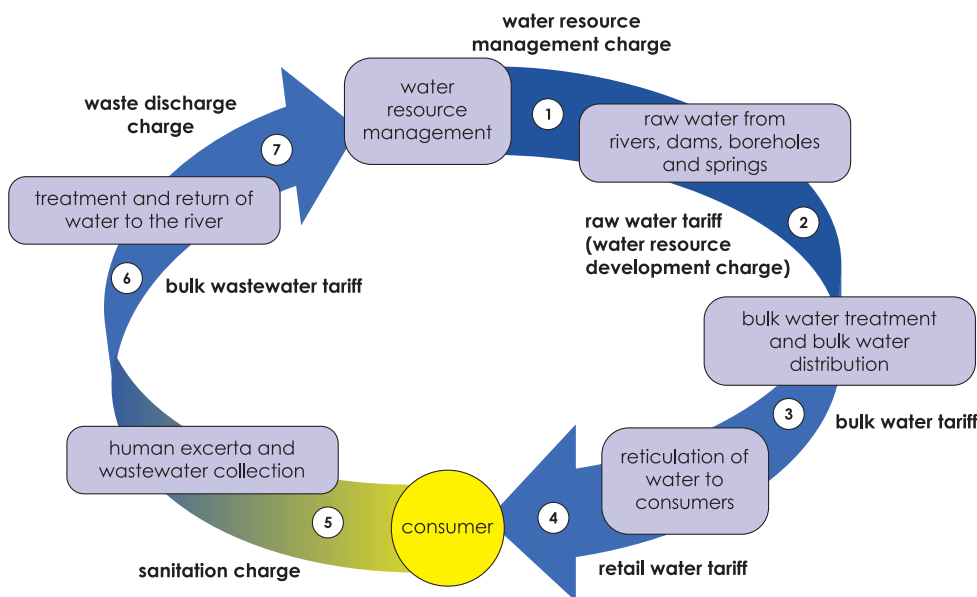 water resource
management charge
water
resource
management
1
raw water from
rivers, dams, boreholes
and springs
2
raw water tariff
(water resource
development charge)
bulk water treatment
and bulk water
distribution
3
bulk water tariff
reticulation of
water to
consumers
4
retail water tariff
consumer
5
sanitation charge
human excerta and
wastewater collection
6
bulk wastewater tariff
treatment and return of
water to the river
7
waste discharge
charge